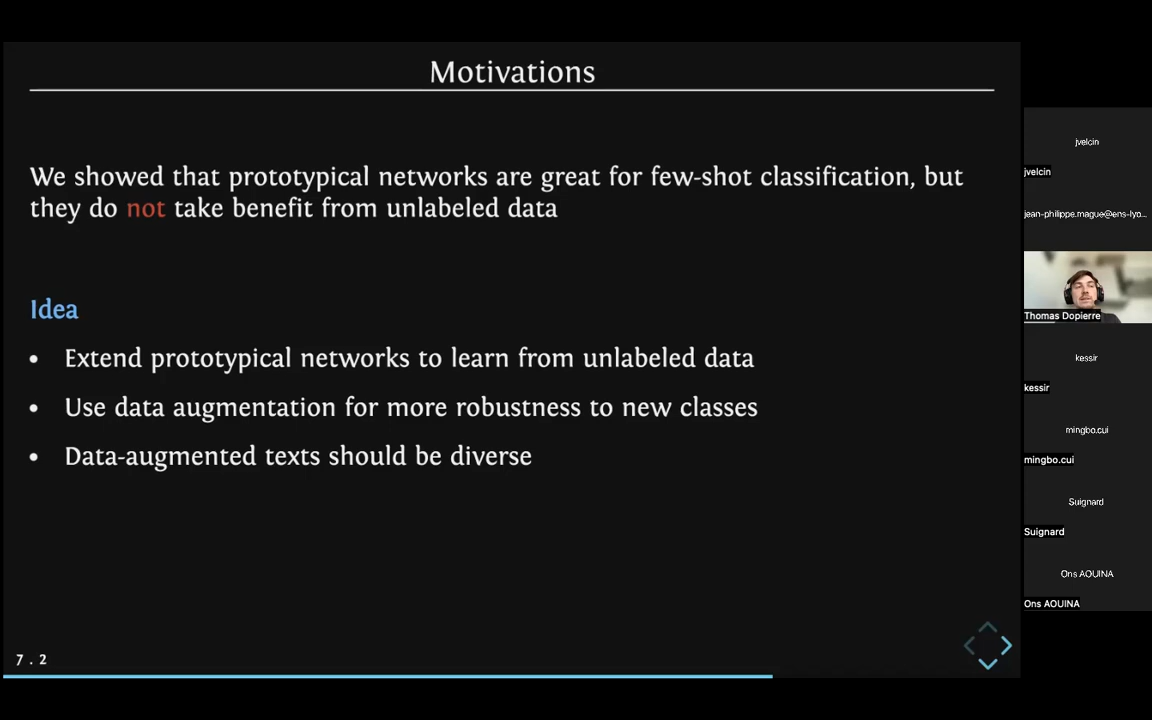 Motivations
We showed that prototypical networks are great for few-shot classification, but
they do not take benefit from unlabeled data
Idea
• Extend prototypical networks to learn from unlabeled data
• Use data augmentation for more robustness to new classes
• Data-augmented texts should be diverse
7 . 2
jvelcin
jvelcin
jean-philippe.mague@ens-lyo...
Thomas Dopierre
kessir
kessir
mingbo.cui
mingbo.cui
Suignard
Suignard
Ons AOUINA
Ons AOUINA